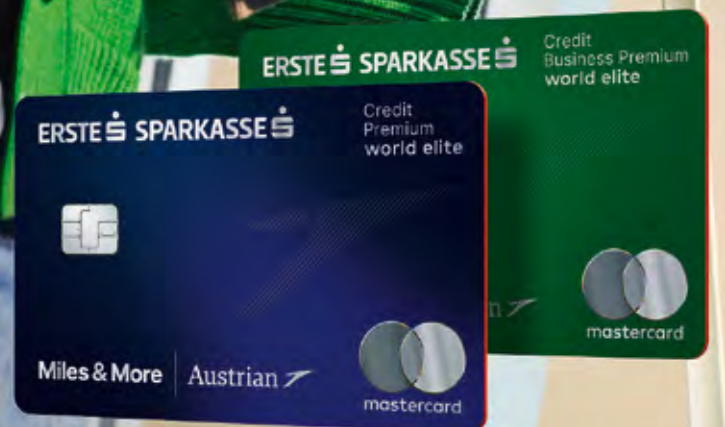 ERSTE SPARKASSE
Credit
Business Premium
world elite
mastercard
ERSTE SPARKASSE
Credit
Premium
world elite
Miles & More
Austrian
mastercard